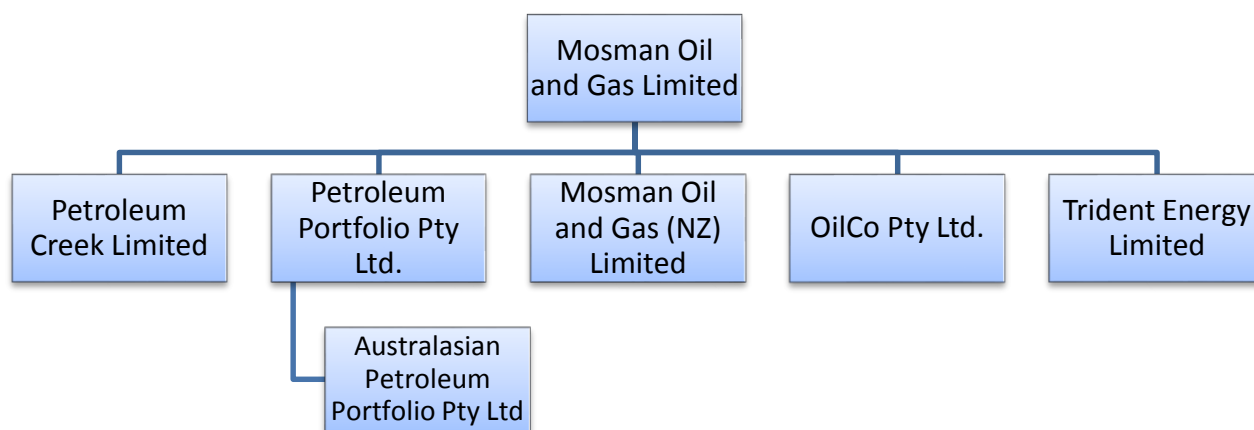 Mosman Oil
and Gas Limited
Petroleum
Creek Limited
Petroleum
Portfolio Pty
Ltd.
Mosman Oil
and Gas (NZ)
Limited
OilCo Pty Ltd.
Trident Energy
Limited
Australasian
Petroleum
Portfolio Pty Ltd